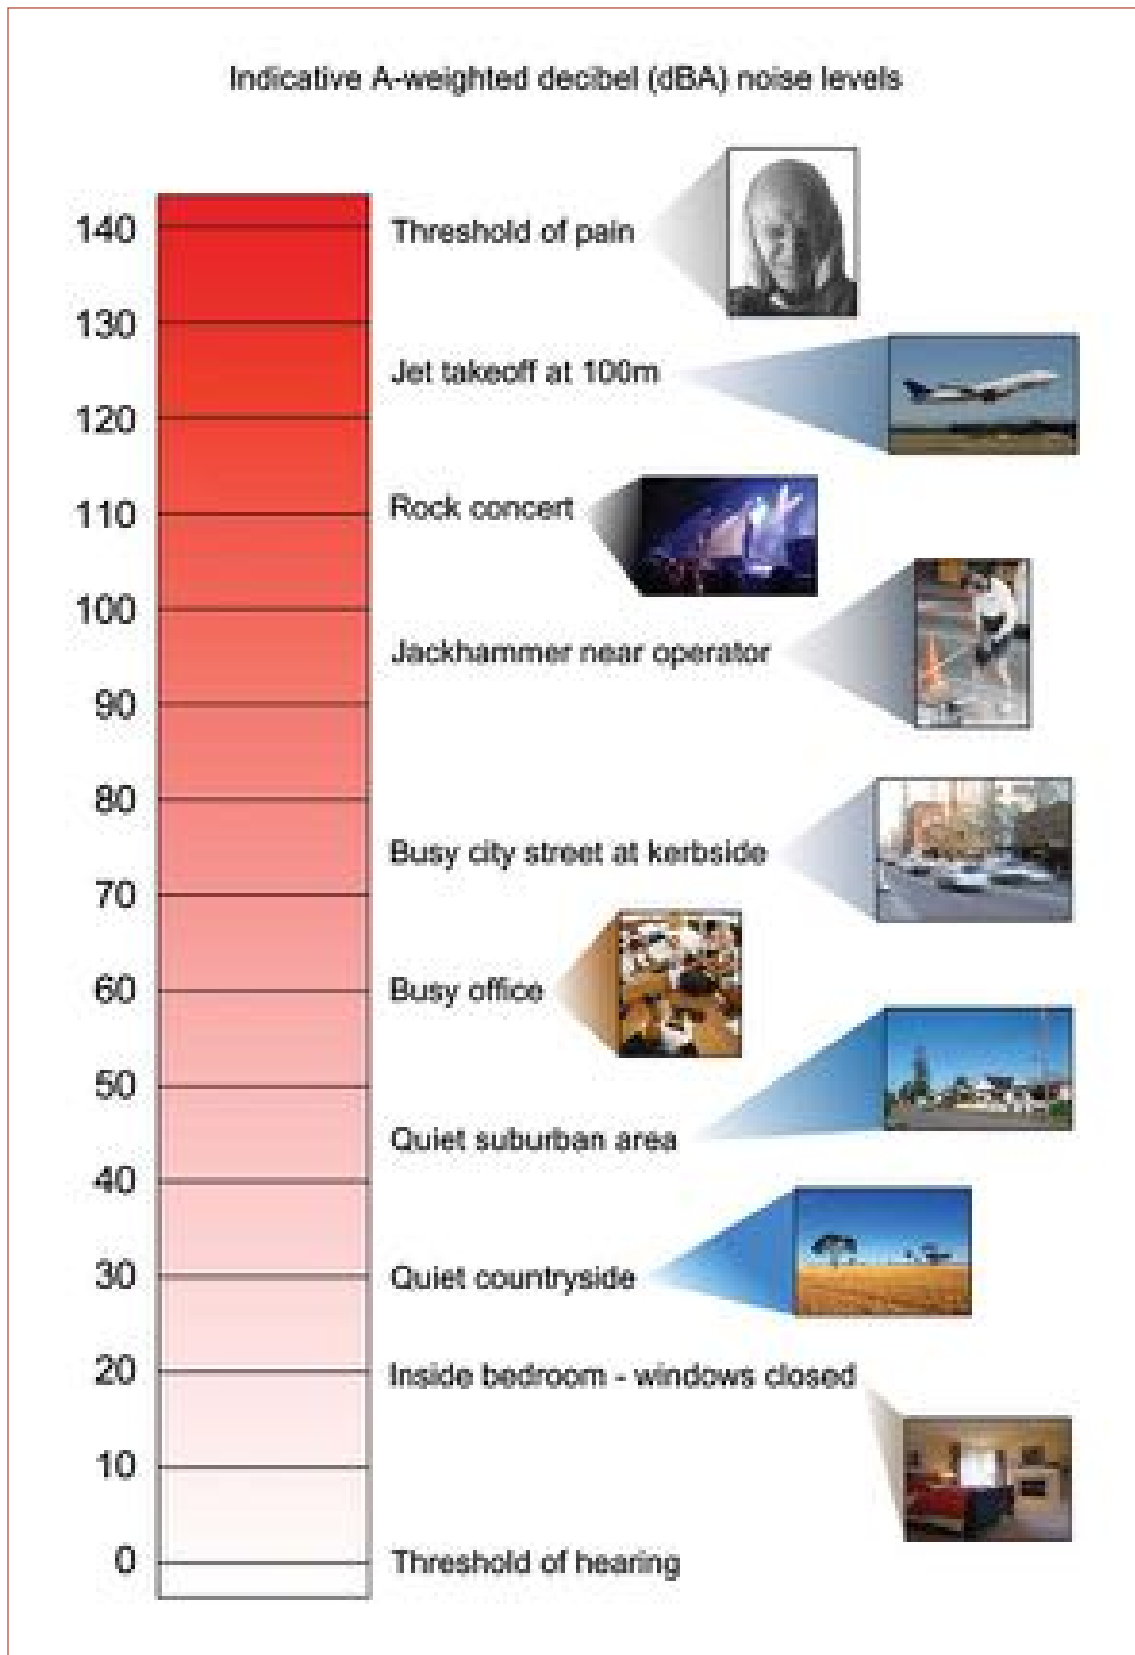 Indicative A-weighted decibel (dBA) noise levels
140 Threshold of pain
130
Jet takeoff at 100m
120
110 Rock concert
100
Jackhammer near operator
90
80
Busy city street at kerbside
70
60 Busy office
50
Quiet suburban area
40
30 Quiet countryside
20 Inside bedroom - windows closed
10
0 Threshold of hearing